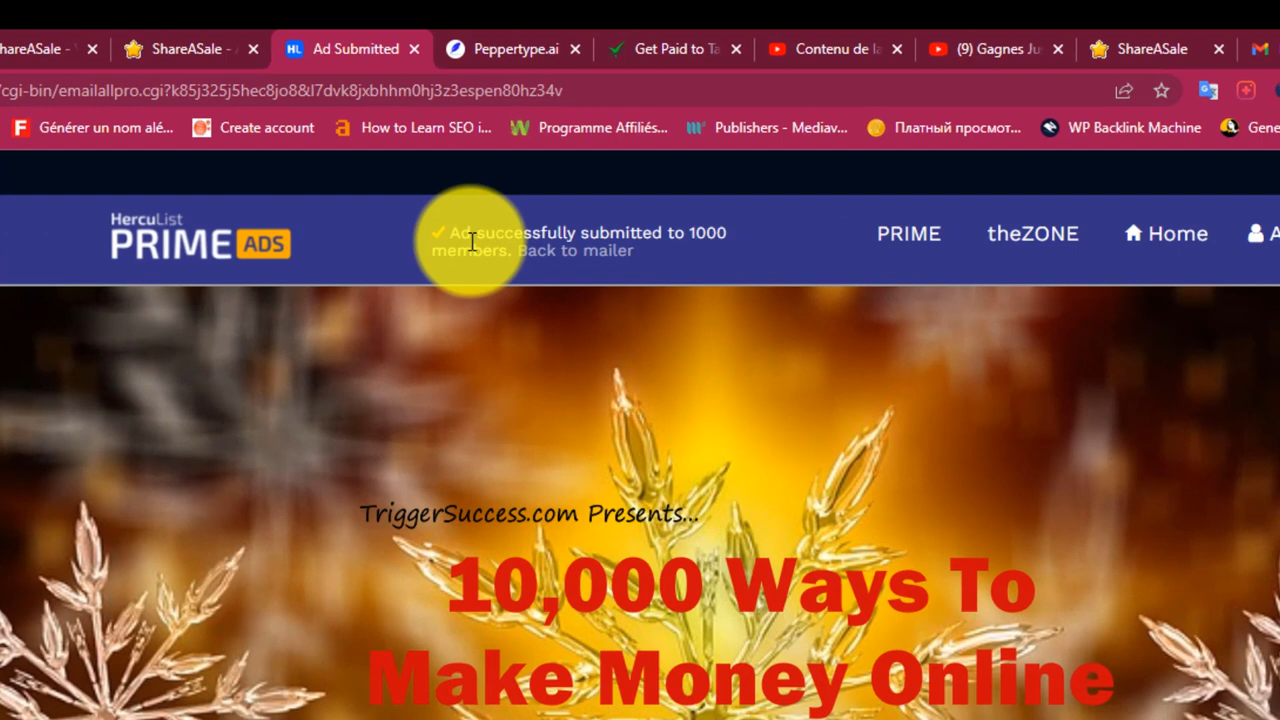 hareASale -
ShareASale -
Ad Submitted
Peppertype.ai
Get Paid to Ta
Contenu de la
(9) Gagnes Ju
ShareASale
/cgi-bin/emailallpro.cgi?k85j325j5hec8jo88&l7dvk8jxbhhm0hj3z3espen80hz34v
Générer un nom alé...
Create account
How to Learn SEO i...
Programme Affiliés...
Publishers - Mediav...
Платный просмот...
WP Backlink Machine
Gene
HercuList
PRIME ADS
Ad successfully submitted to 1000
members. Back to mailer
PRIME
theZONE
Home
A
TriggerSuccess.com Presents...
10,000 Ways To
Make Money Online